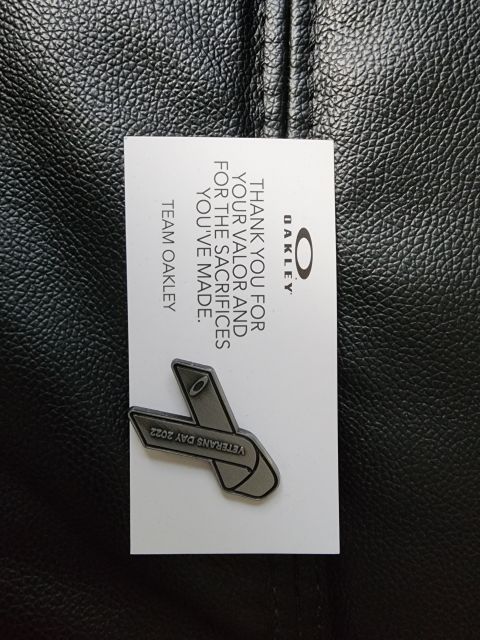 OAKLEY
THANK YOU FOR
YOUR VALOR AND
FOR THE SACRIFICES
YOU'VE MADE.
TEAM OAKLEY
VETERANS DAY 2022